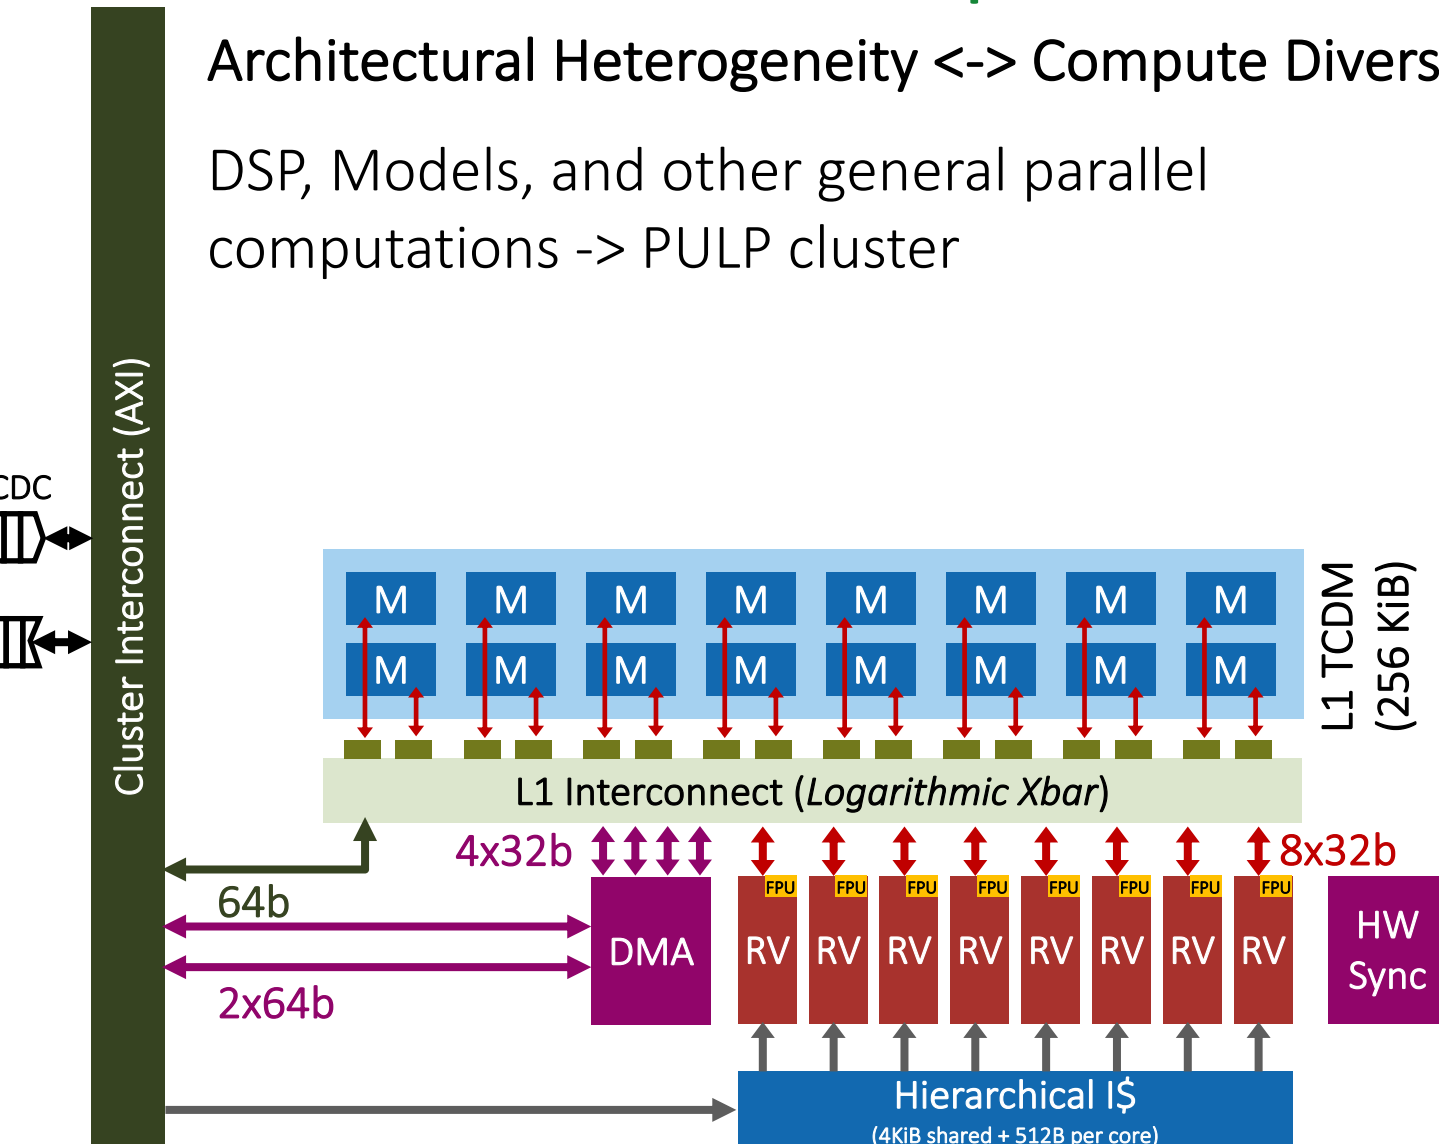 Architectural Heterogeneity <-> Compute Divers
DSP, Models, and other general parallel
computations -> PULP cluster
Cluster Interconnect (AXI)
CDC
M M M M M M M M
M M M M M M M M
L1 TCDM
(256 KiB)
L1 Interconnect (Logarithmic Xbar)
4x32b
8x32b
64b
FPU FPU FPU FPU FPU FPU FPU FPU
DMA
RV RV RV RV RV RV RV RV
HW
Sync
2x64b
Hierarchical I$
(4KiB shared + 512B per core)